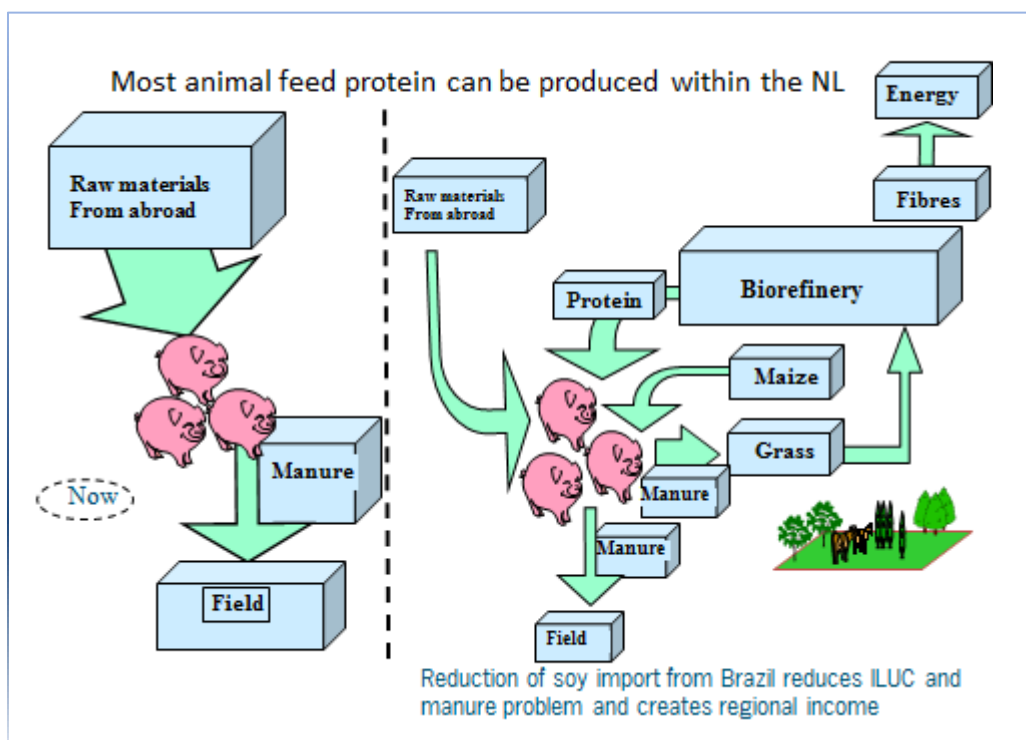 Most animal feed protein can be produced within the NL
Raw materials
From abroad
Manure
Now
Field
Raw materials
From abroad
Energy
Fibres
Biorefinery
Protein
Maize
Grass
Manure
Manure
Field
Reduction of soy import from Brazil reduces ILUC and
manure problem and creates regional income